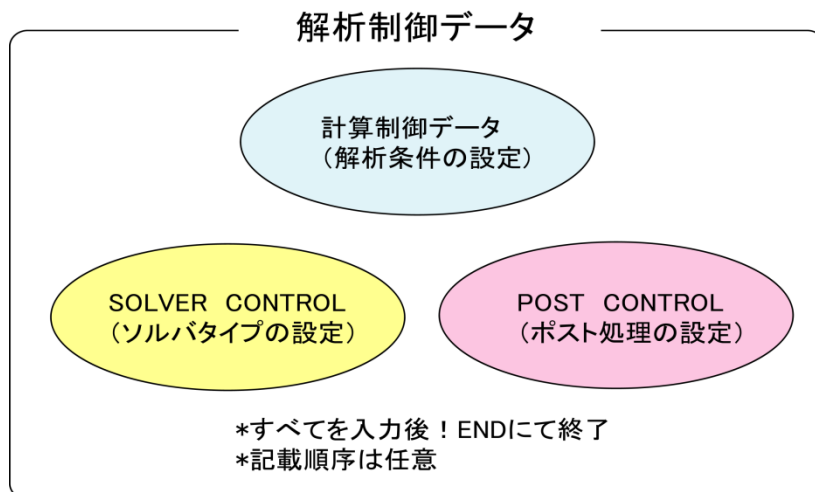 解析制御データ
計算制御データ
（解析条件の設定）
SOLVER CONTROL
（ソルバタイプの設定）
POST CONTROL
（ポスト処理の設定）
*すべてを入力後！ENDにて終了
*記載順序は任意